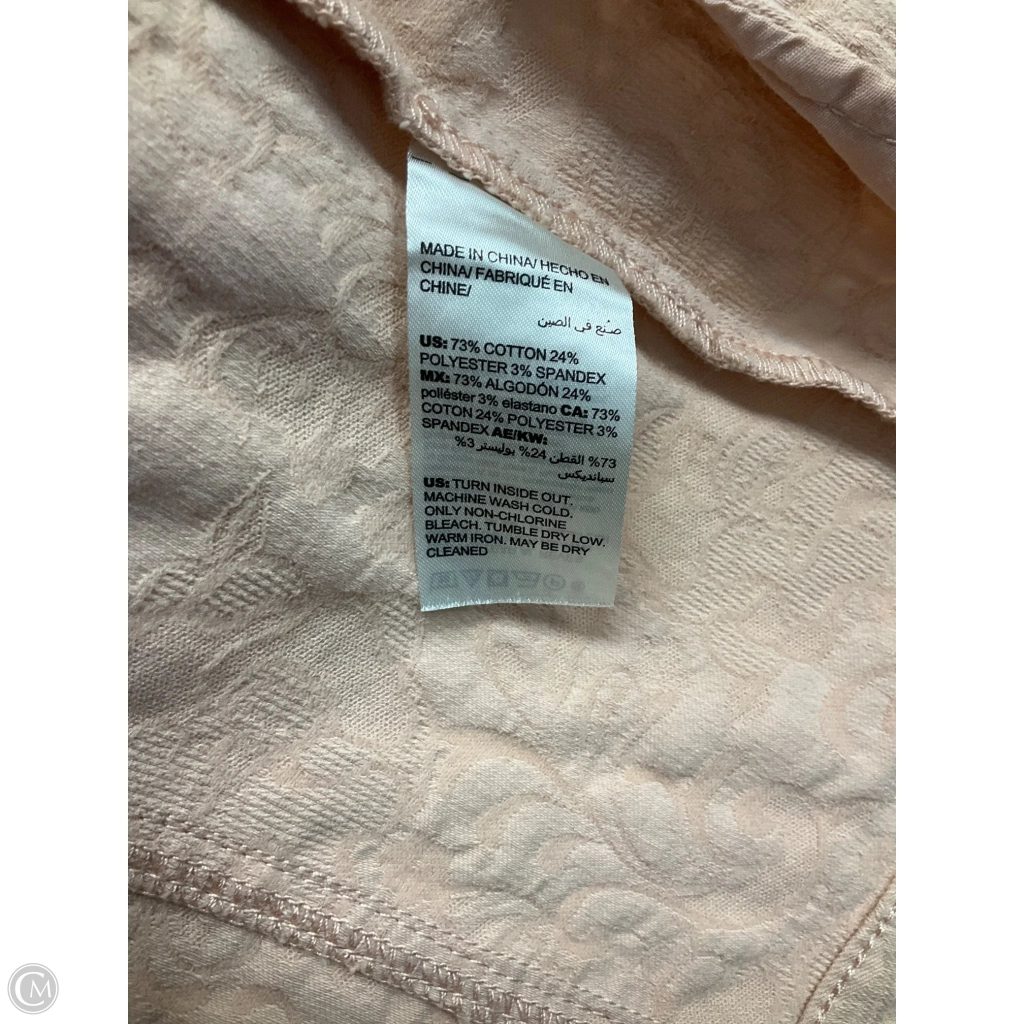 MADE IN CHINA/ HECHO EN
CHINA/ FABRIQUÉ EN
CHINE/
صنع في الصين
US: 73% COTTON 24%
POLYESTER 3% SPANDEX
MX: 73% ALGODÓN 24%
poliéster 3% elastano CA: 73%
COTON 24% POLYESTER 3%
SPANDEX AE/KW:
73% القطن 24% بوليستر 3%
سبانديكس
US: TURN INSIDE OUT.
MACHINE WASH COLD.
ONLY NON-CHLORINE
BLEACH. TUMBLE DRY LOW.
WARM IRON. MAY BE DRY
CLEANED
CM